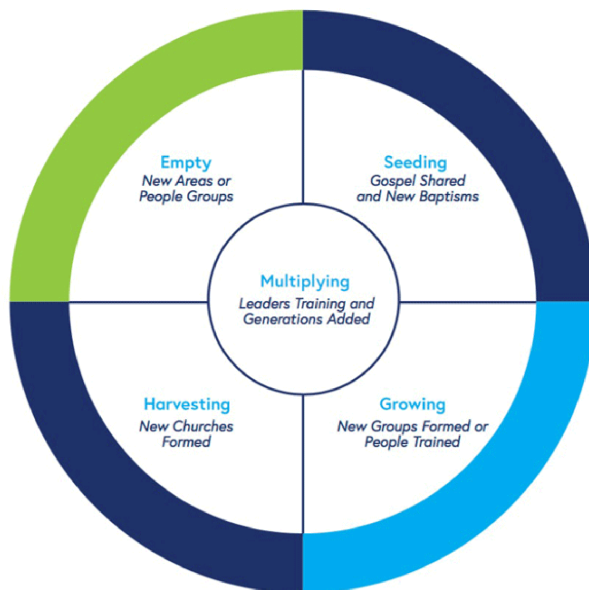 Empty
New Areas or
People Groups
Seeding
Gospel Shared
and New Baptisms
Multiplying
Leaders Training and
Generations Added
Harvesting
New Churches
Formed
Growing
New Groups Formed or
People Trained